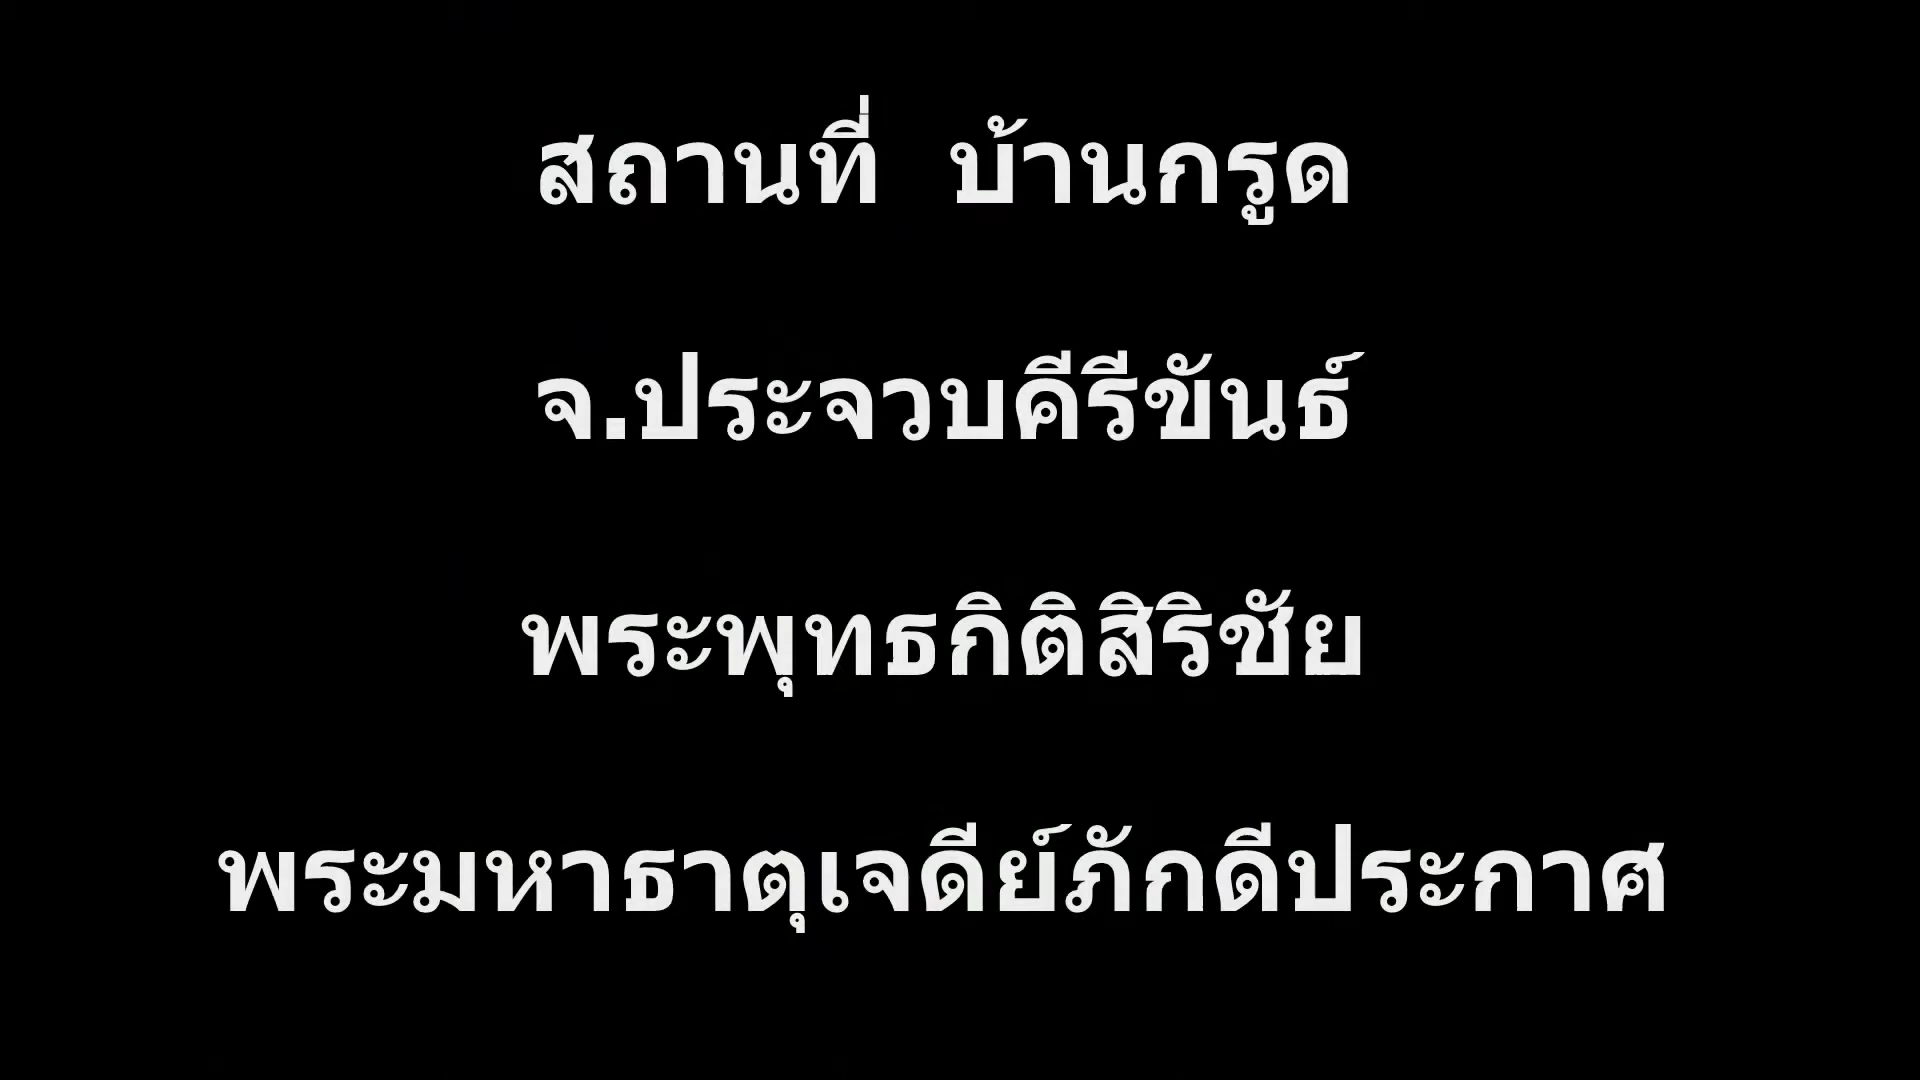 สถานที่  บ้านกรูด
จ.ประจวบคีรีขันธ์
พระพุทธกิติสิริชัย
พระมหาธาตุเจดีย์ภักดีประกาศ